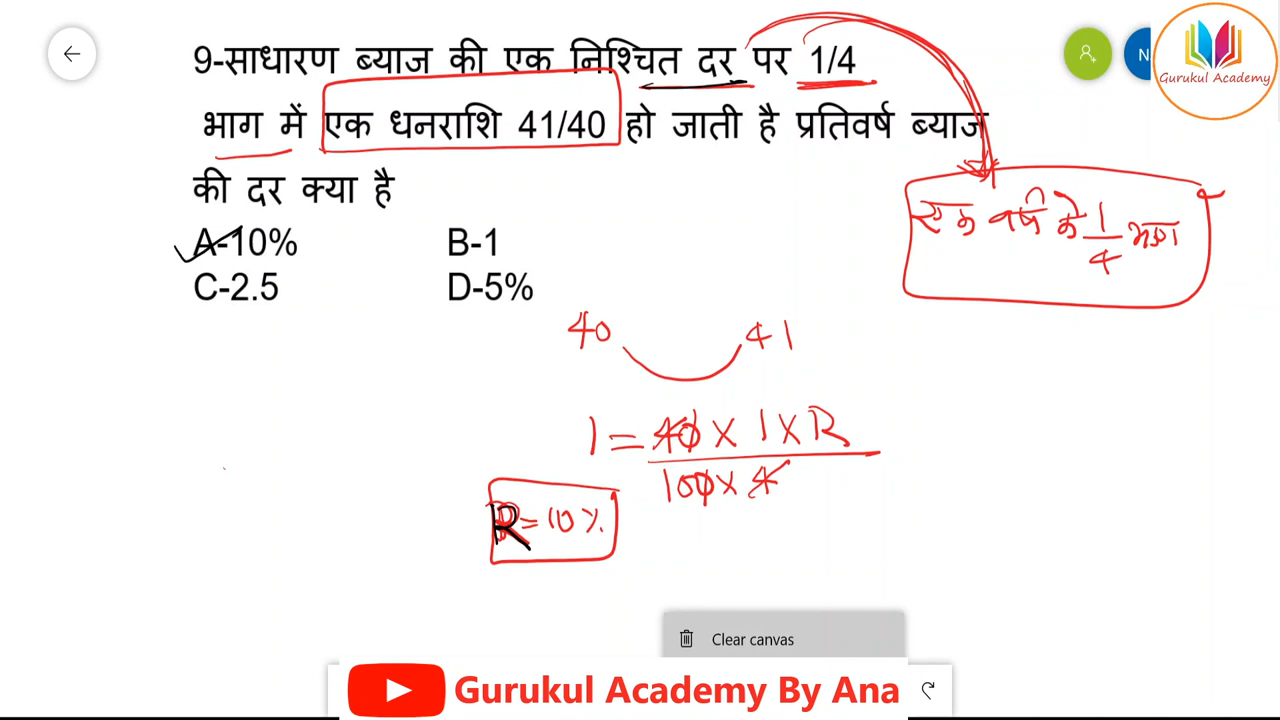 9-साधारण ब्याज की एक निश्चित दर पर 1/4
भाग में एक धनराशि 41/40 हो जाती है प्रतिवर्ष ब्याज
की दर क्या है
A-10% B-1
C-2.5 D-5%
N
Gurukul Academy
एक वर्ष के 1/4 भाग
40 41
1 = 40 × 1 × R
100 × 4
R = 10%
Clear canvas
Gurukul Academy By Ana